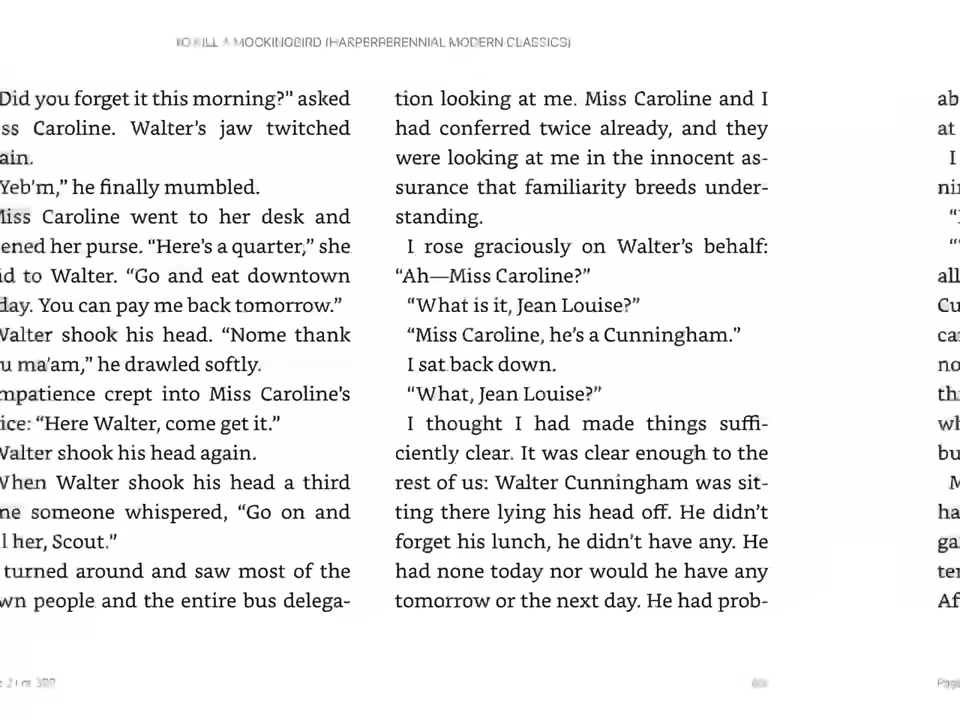 TO KILL A MOCKINGBIRD (HARPERPERENNIAL MODERN CLASSICS)
Did you forget it this morning?" asked
ss Caroline. Walter's jaw twitched
ain.
Yeb'm," he finally mumbled.
Miss Caroline went to her desk and
ened her purse. "Here's a quarter," she
id to Walter. "Go and eat downtown
day. You can pay me back tomorrow."
Walter shook his head. "Nome thank
u ma'am," he drawled softly.
mpatience crept into Miss Caroline's
ice: "Here Walter, come get it."
Walter shook his head again.
When Walter shook his head a third
me someone whispered, "Go on and
l her, Scout."
turned around and saw most of the
wn people and the entire bus delega-
tion looking at me. Miss Caroline and I
had conferred twice already, and they
were looking at me in the innocent as-
surance that familiarity breeds under-
standing.
I rose graciously on Walter's behalf:
"Ah—Miss Caroline?"
"What is it, Jean Louise?"
"Miss Caroline, he's a Cunningham."
I sat back down.
"What, Jean Louise?"
I thought I had made things suffi-
ciently clear. It was clear enough to the
rest of us: Walter Cunningham was sit-
ting there lying his head off. He didn't
forget his lunch, he didn't have any. He
had none today nor would he have any
tomorrow or the next day. He had prob-
ab
at
I
nin
all
Cu
ca
no
th
wh
bu
M
ha
ga
ter
Af